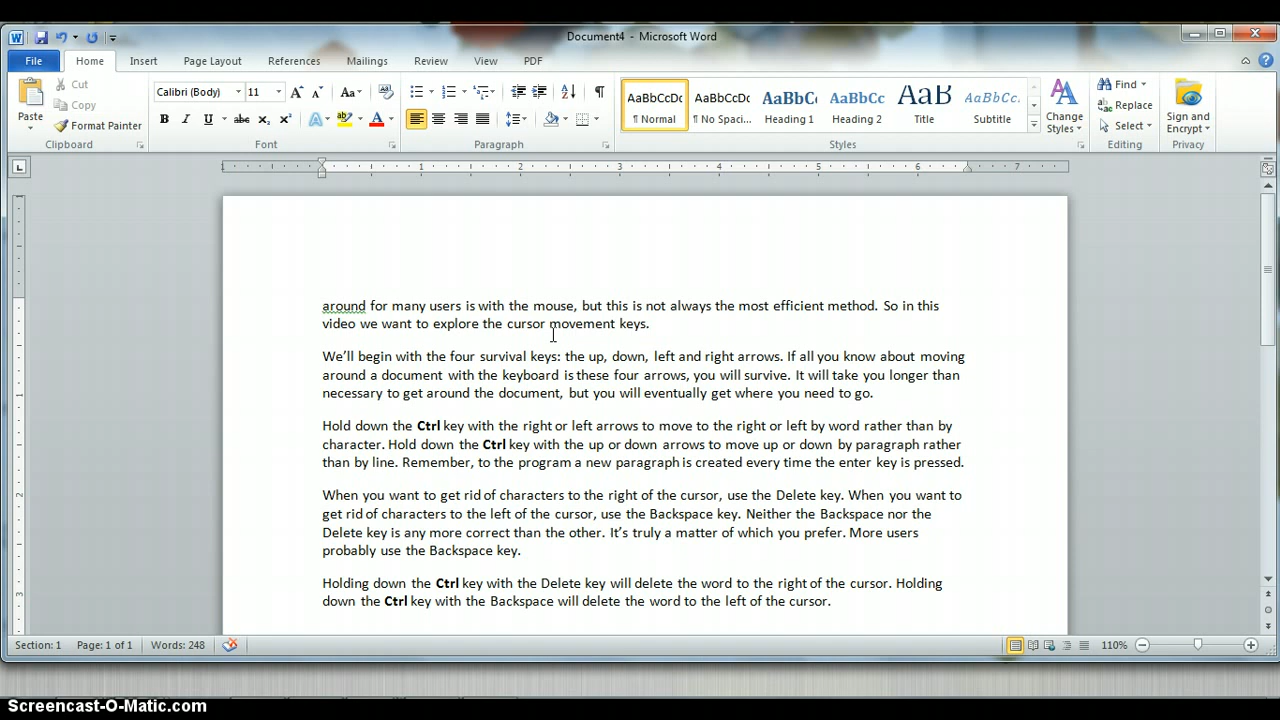 Document4 - Microsoft Word
File Home Insert Page Layout References Mailings Review View PDF
Paste
Cut
Copy
Format Painter
Clipboard
Calibri (Body) 11
Font
Paragraph
AaBbCcDc AaBbCcDc AaBbC AaBbCc AaB AaBbCc.
¶ Normal ¶ No Spaci... Heading 1 Heading 2 Title Subtitle
Change Styles
Styles
Find
Replace
Select
Editing
Sign and Encrypt
Privacy
1 1 2 3 4 5 6 7
around for many users is with the mouse, but this is not always the most efficient method. So in this
video we want to explore the cursor movement keys.
We'll begin with the four survival keys: the up, down, left and right arrows. If all you know about moving
around a document with the keyboard is these four arrows, you will survive. It will take you longer than
necessary to get around the document, but you will eventually get where you need to go.
Hold down the Ctrl key with the right or left arrows to move to the right or left by word rather than by
character. Hold down the Ctrl key with the up or down arrows to move up or down by paragraph rather
than by line. Remember, to the program a new paragraph is created every time the enter key is pressed.
When you want to get rid of characters to the right of the cursor, use the Delete key. When you want to
get rid of characters to the left of the cursor, use the Backspace key. Neither the Backspace nor the
Delete key is any more correct than the other. It's truly a matter of which you prefer. More users
probably use the Backspace key.
Holding down the Ctrl key with the Delete key will delete the word to the right of the cursor. Holding
down the Ctrl key with the Backspace will delete the word to the left of the cursor.
Section: 1 Page: 1 of 1 Words: 248 110%
Screencast-O-Matic.com